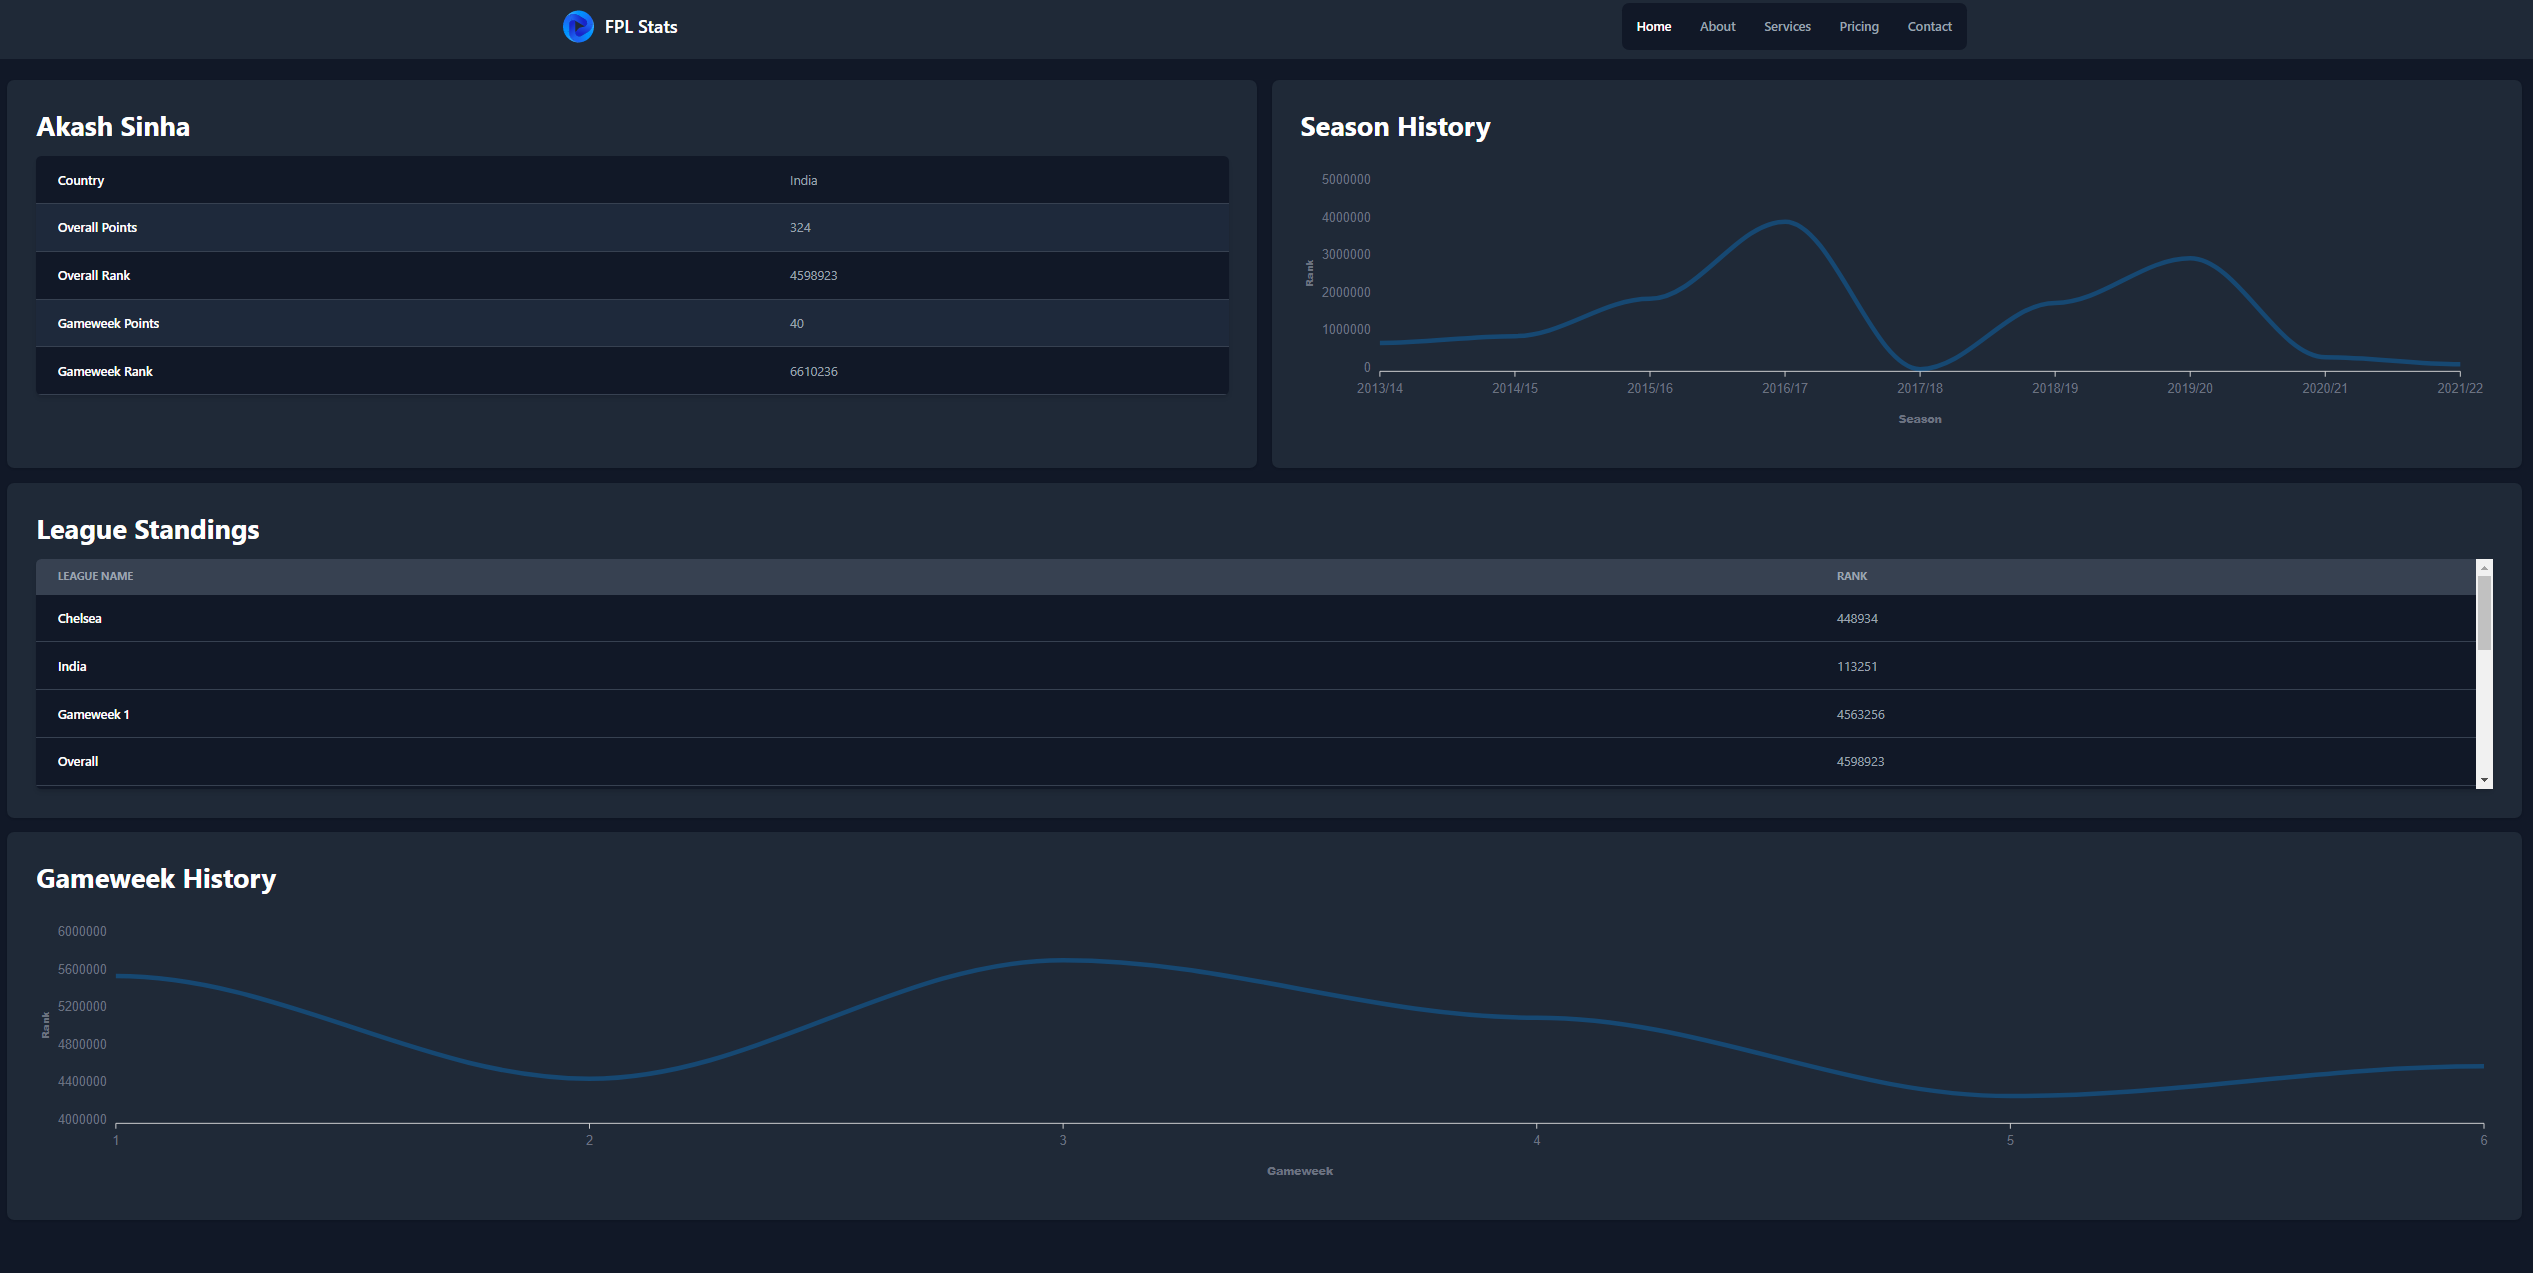 FPL Stats
Home About Services Pricing Contact
Akash Sinha
Country India
Overall Points 324
Overall Rank 4598923
Gameweek Points 40
Gameweek Rank 6610236
Season History
5000000
4000000
3000000
2000000
1000000
0
Rank
2013/14 2014/15 2015/16 2016/17 2017/18 2018/19 2019/20 2020/21 2021/22
Season
League Standings
LEAGUE NAME RANK
Chelsea 448934
India 113251
Gameweek 1 4563256
Overall 4598923
Gameweek History
6000000
5600000
5200000
4800000
4400000
4000000
Rank
1 2 3 4 5 6
Gameweek